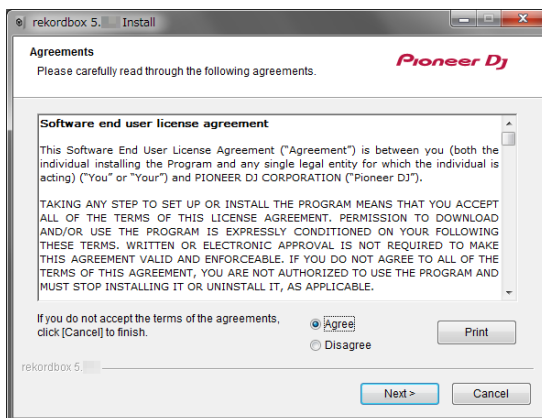 rekordbox 5. Install
Agreements
Please carefully read through the following agreements.
Pioneer Dj
Software end user license agreement
This Software End User License Agreement (“Agreement”) is between you (both the
individual installing the Program and any single legal entity for which the individual is
acting) (“You” or “Your”) and PIONEER DJ CORPORATION (“Pioneer DJ”).
TAKING ANY STEP TO SET UP OR INSTALL THE PROGRAM MEANS THAT YOU ACCEPT
ALL OF THE TERMS OF THIS LICENSE AGREEMENT. PERMISSION TO DOWNLOAD
AND/OR USE THE PROGRAM IS EXPRESSLY CONDITIONED ON YOUR FOLLOWING
THESE TERMS. WRITTEN OR ELECTRONIC APPROVAL IS NOT REQUIRED TO MAKE
THIS AGREEMENT VALID AND ENFORCEABLE. IF YOU DO NOT AGREE TO ALL OF THE
TERMS OF THIS AGREEMENT, YOU ARE NOT AUTHORIZED TO USE THE PROGRAM AND
MUST STOP INSTALLING IT OR UNINSTALL IT, AS APPLICABLE.
If you do not accept the terms of the agreements,
click [Cancel] to finish.
Agree
Disagree
Print
rekordbox 5.
Next >
Cancel